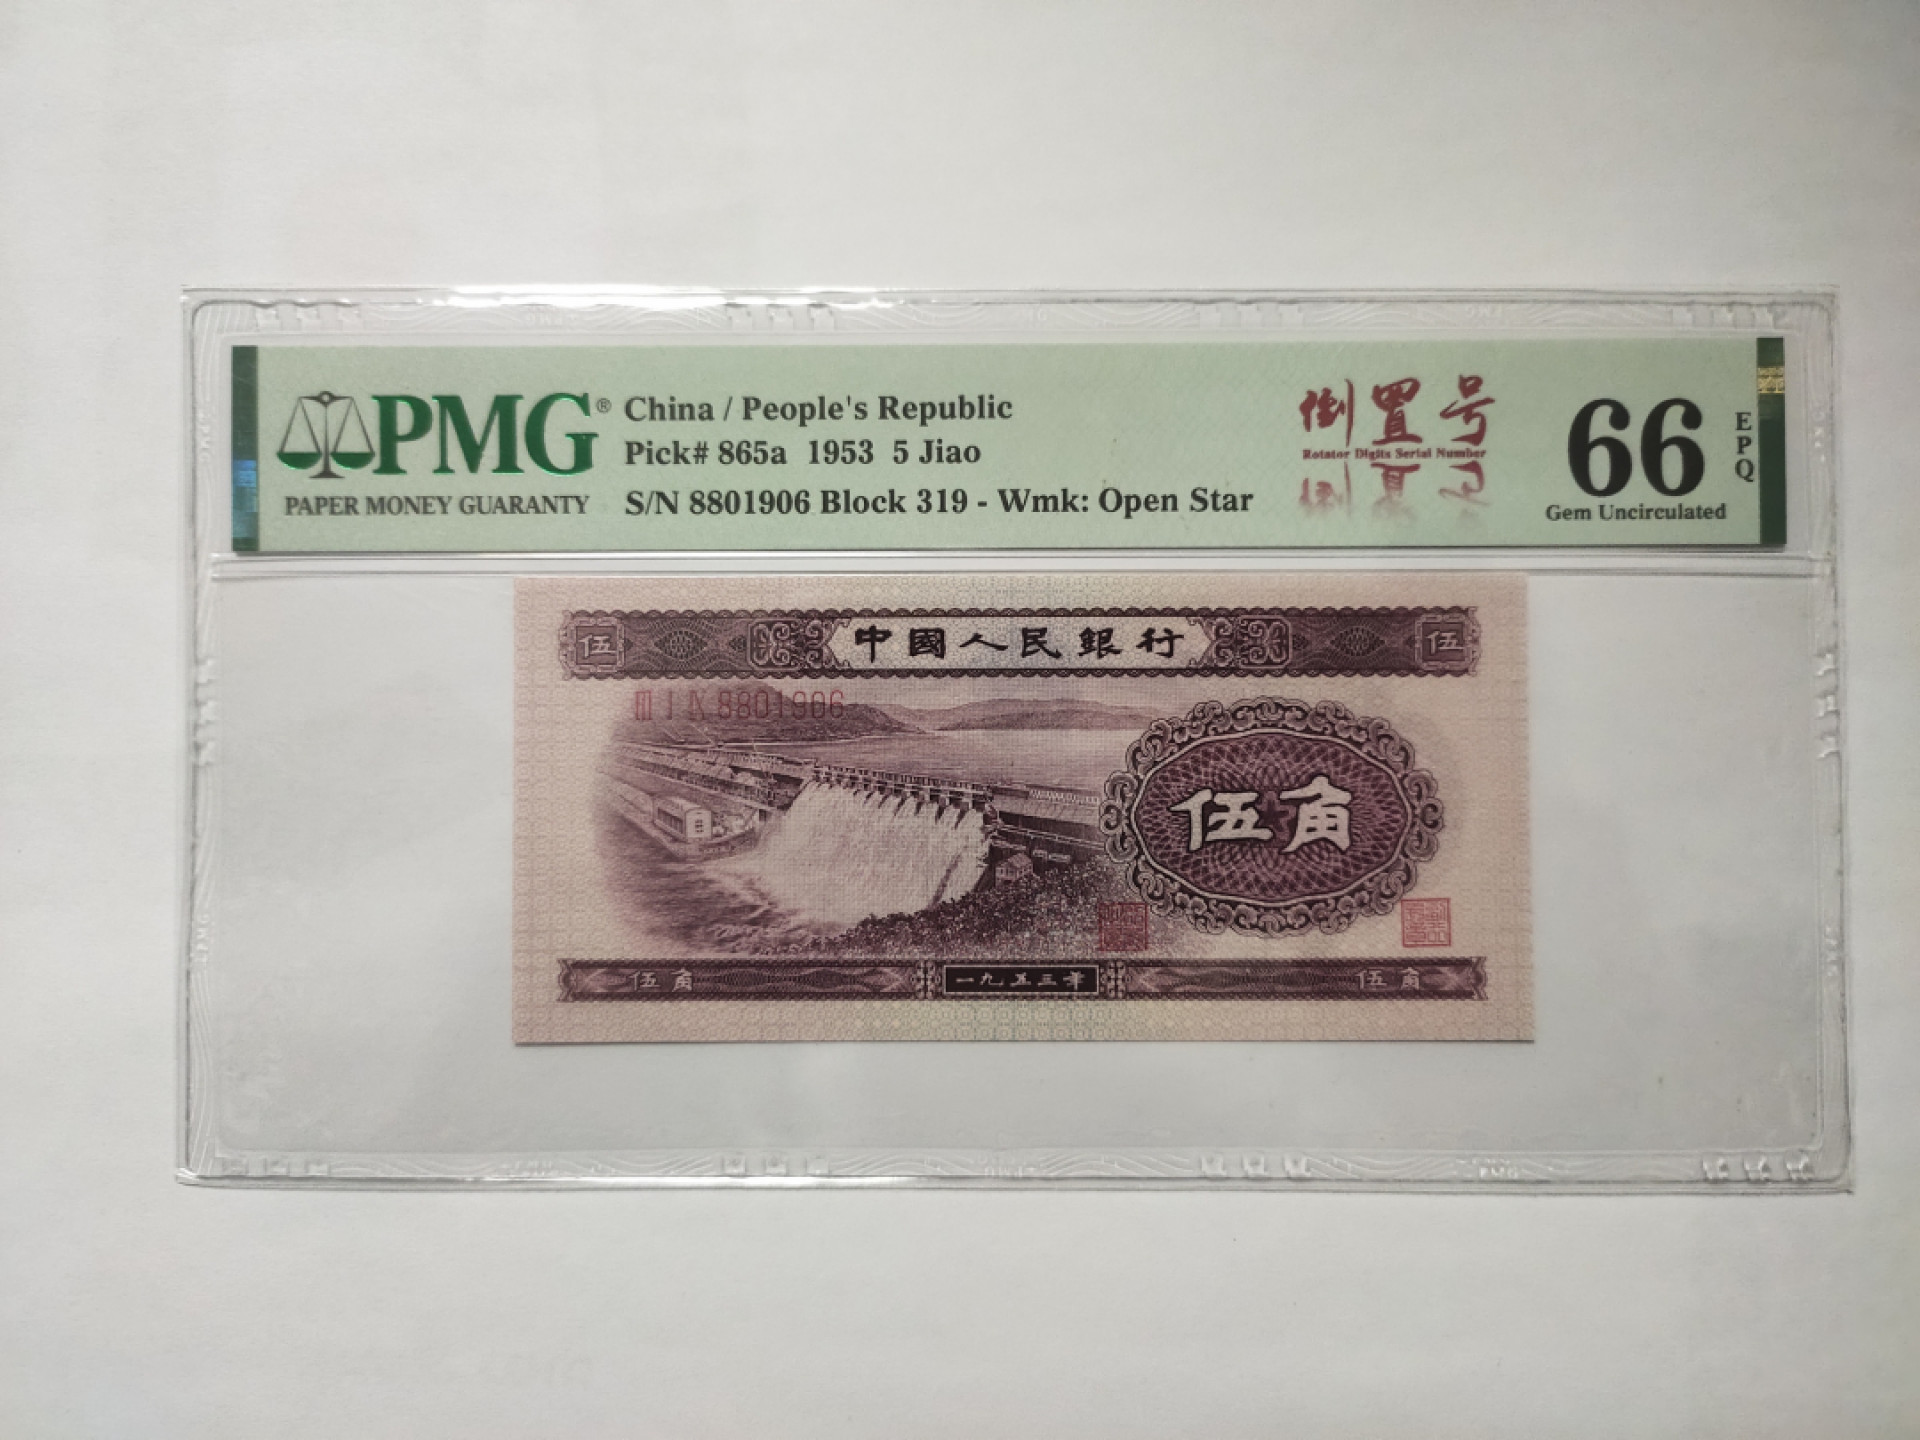 PMG®
PAPER MONEY GUARANTY
China / People's Republic
Pick# 865a 1953 5 Jiao
S/N 8801906 Block 319 - Wmk: Open Star
倒置号
Rotator Digits Serial Number
66
EPQ
Gem Uncirculated
伍
中國人民銀行
伍
III I IX 8801906
伍角
伍角
一九五三年
伍角